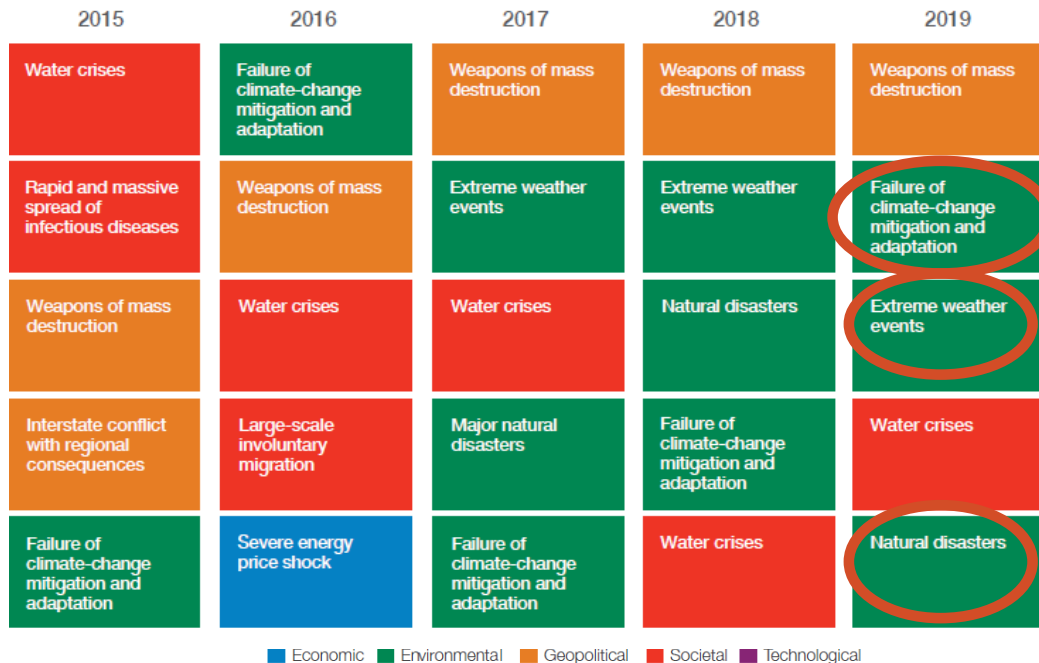 2015 2016 2017 2018 2019
Water crises
Failure of
climate-change
mitigation and
adaptation
Weapons of mass
destruction
Weapons of mass
destruction
Weapons of mass
destruction
Rapid and massive
spread of
infectious diseases
Weapons of mass
destruction
Extreme weather
events
Extreme weather
events
Failure of
climate-change
mitigation and
adaptation
Weapons of mass
destruction
Water crises
Water crises
Natural disasters
Extreme weather
events
Interstate conflict
with regional
consequences
Large-scale
involuntary
migration
Major natural
disasters
Failure of
climate-change
mitigation and
adaptation
Water crises
Failure of
climate-change
mitigation and
adaptation
Severe energy
price shock
Failure of
climate-change
mitigation and
adaptation
Water crises
Natural disasters
Economic Environmental Geopolitical Societal Technological